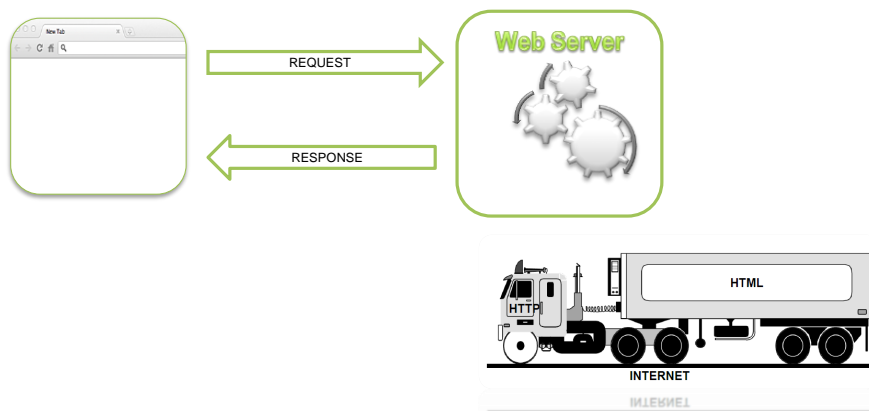 New Tab
Web Server
REQUEST
RESPONSE
HTML
HTTP
INTERNET